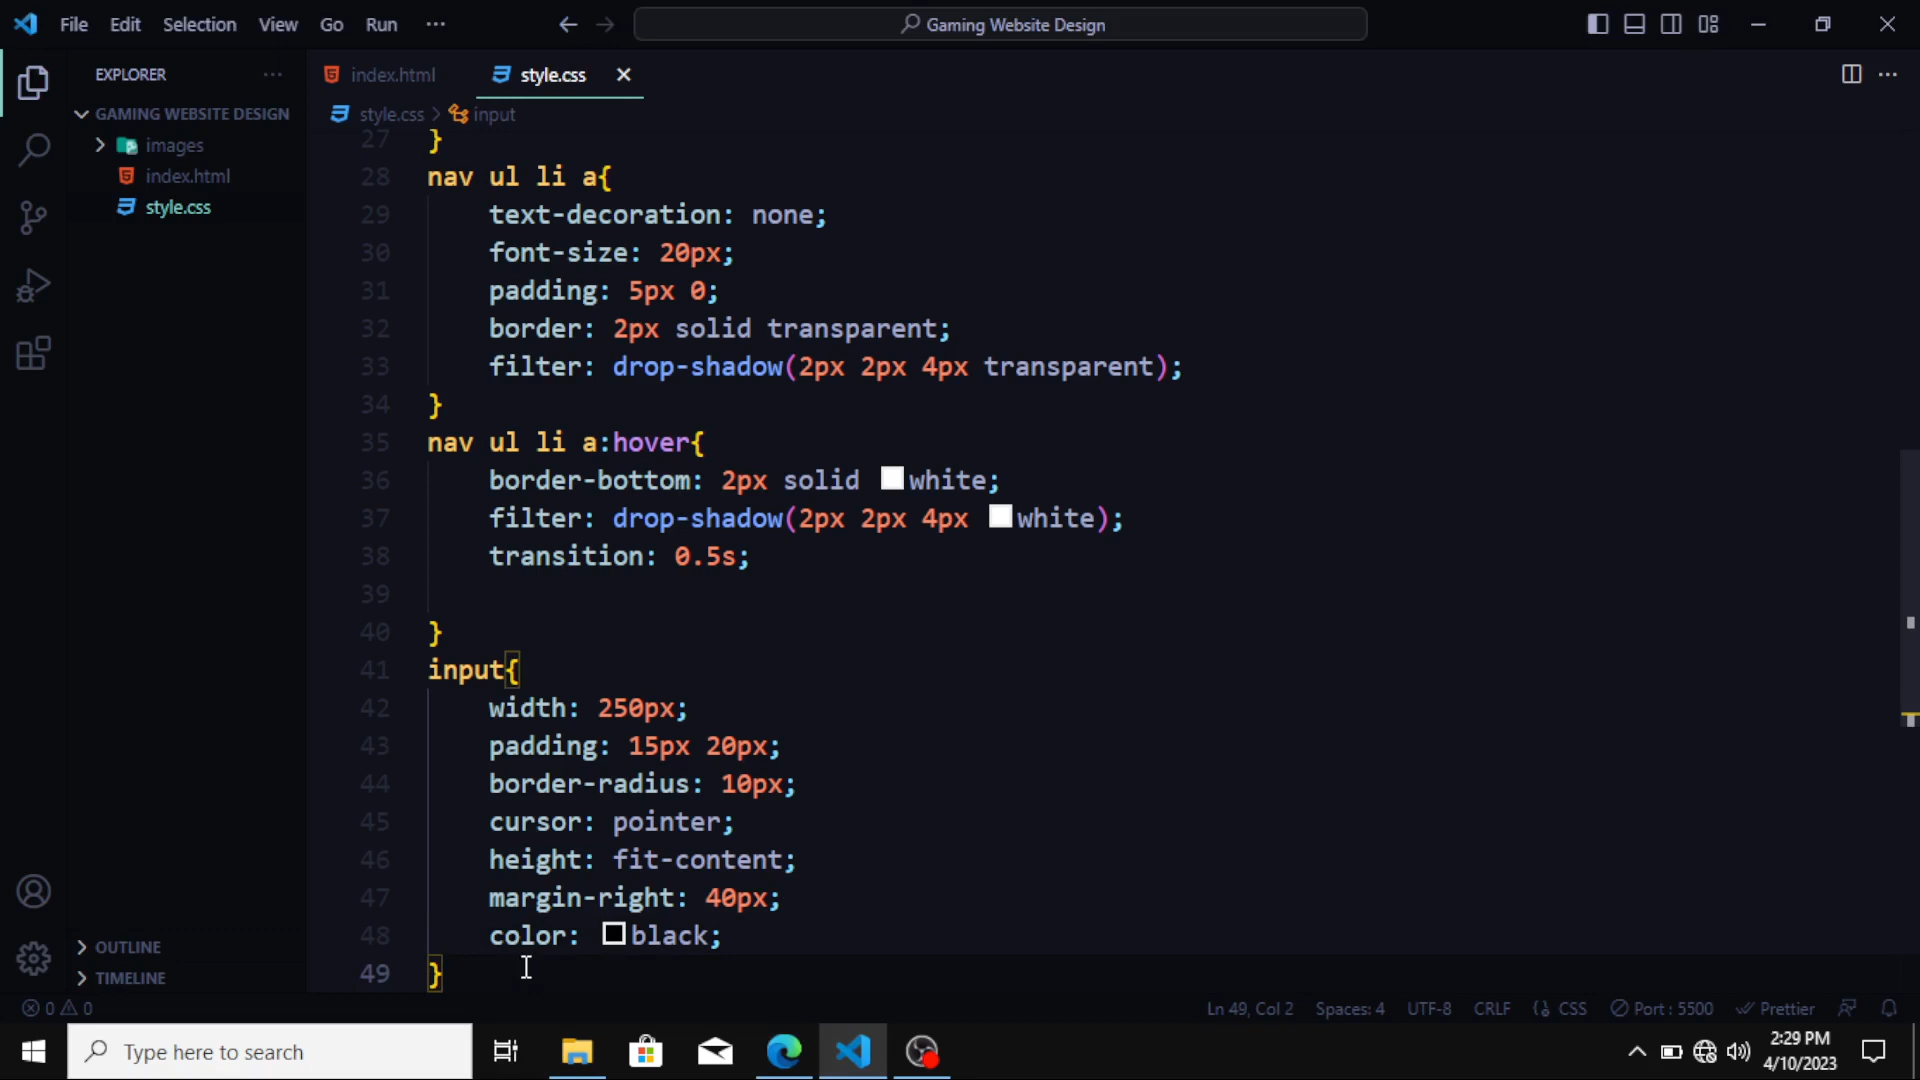 File Edit Selection View Go Run ···
Gaming Website Design
EXPLORER
index.html
style.css
GAMING WEBSITE DESIGN
style.css > input
images
index.html
style.css
27 }
28 nav ul li a{
29 text-decoration: none;
30 font-size: 20px;
31 padding: 5px 0;
32 border: 2px solid transparent;
33 filter: drop-shadow(2px 2px 4px transparent);
34 }
35 nav ul li a:hover{
36 border-bottom: 2px solid white;
37 filter: drop-shadow(2px 2px 4px white);
38 transition: 0.5s;
39
40 }
41 input{
42 width: 250px;
43 padding: 15px 20px;
44 border-radius: 10px;
45 cursor: pointer;
46 height: fit-content;
47 margin-right: 40px;
48 color: black;
49 }
OUTLINE
TIMELINE
0 0
Ln 49, Col 2 Spaces: 4 UTF-8 CRLF CSS Port : 5500 Prettier
Type here to search
2:29 PM
4/10/2023